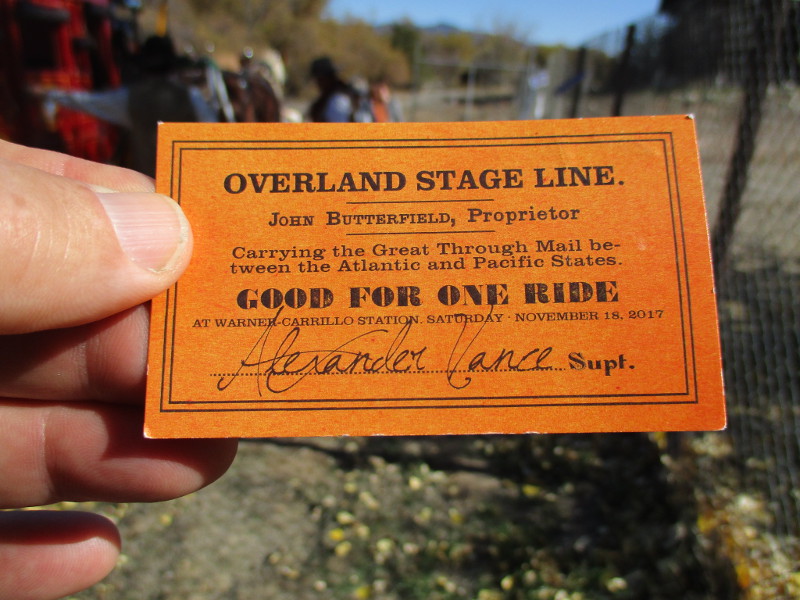 OVERLAND STAGE LINE.
JOHN BUTTERFIELD, Proprietor
Carrying the Great Through Mail be-
tween the Atlantic and Pacific States.
GOOD FOR ONE RIDE
AT WARNER-CARRILLO STATION. SATURDAY · NOVEMBER 18, 2017
Alexander Vance Supt.